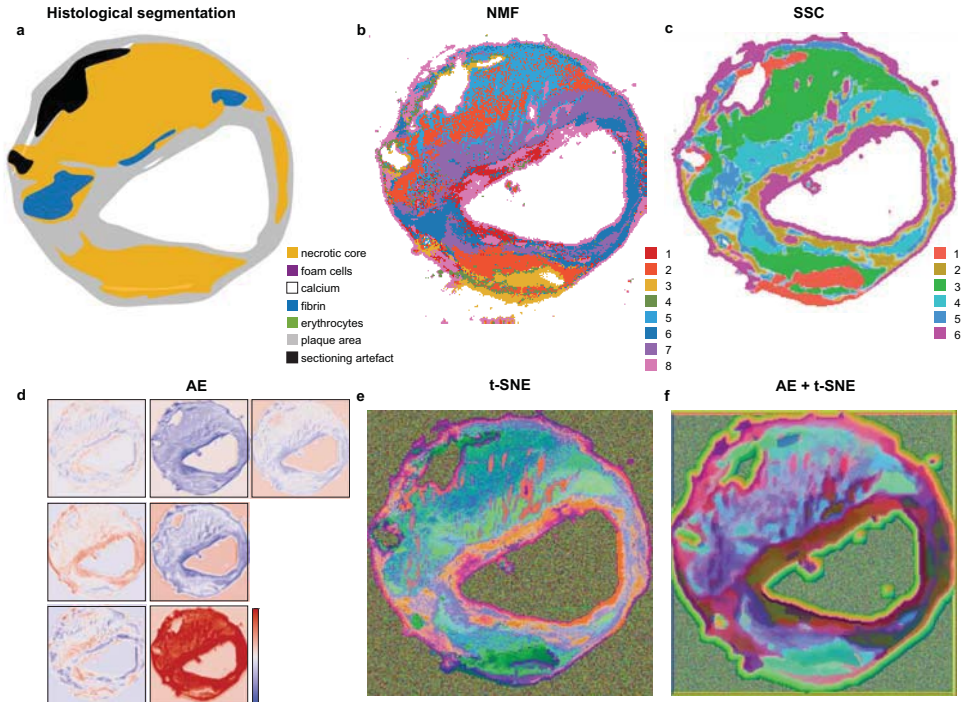 Histological segmentation
a
necrotic core
foam cells
calcium
fibrin
erythrocytes
plaque area
sectioning artefact
NMF
b
1
2
3
4
5
6
7
8
SSC
c
1
2
3
4
5
6
AE
d
t-SNE
e
AE + t-SNE
f